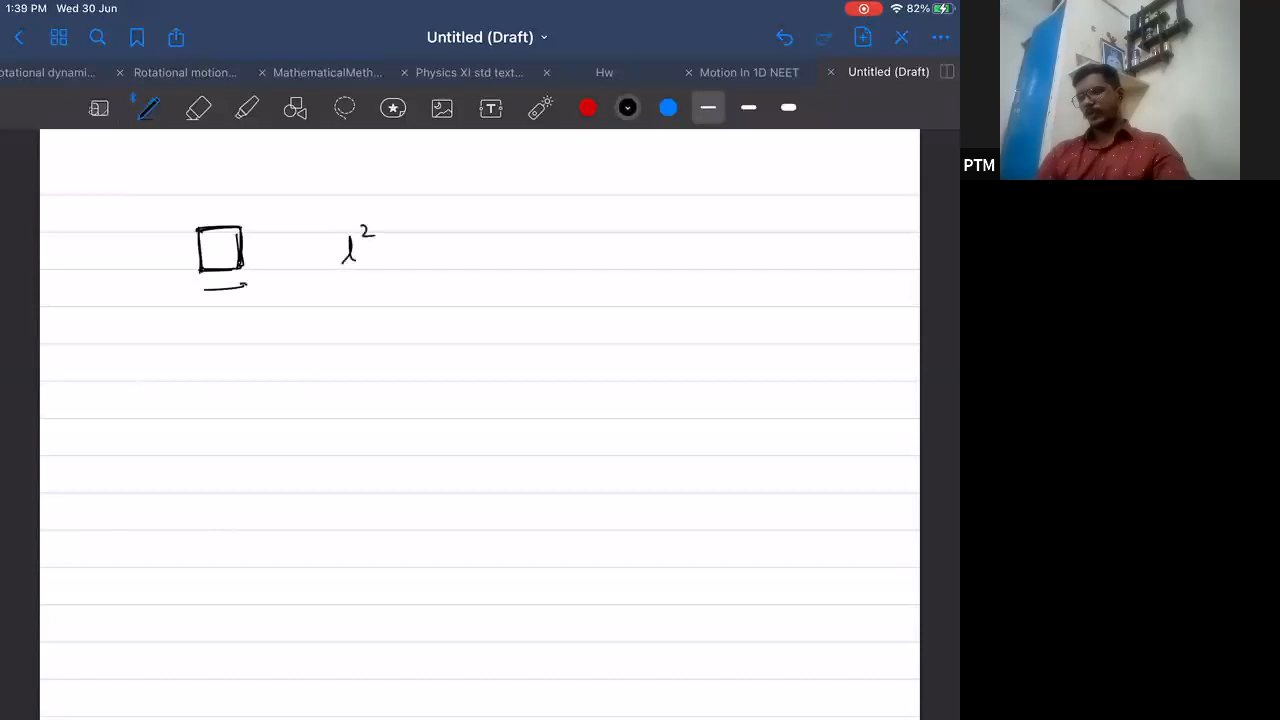 1:39 PM Wed 30 Jun
82%
Untitled (Draft)
otational dynami...
Rotational motion...
MathematicalMeth...
Physics XI std text...
Hw
Motion In 1D NEET
Untitled (Draft)
T
PTM
l²